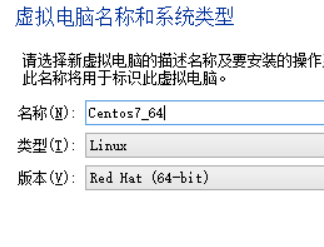 虚拟电脑名称和系统类型
请选择新虚拟电脑的描述名称及要安装的操作
此名称将用于标识此虚拟电脑。
名称(N): Centos7_64
类型(T): Linux
版本(V): Red Hat (64-bit)